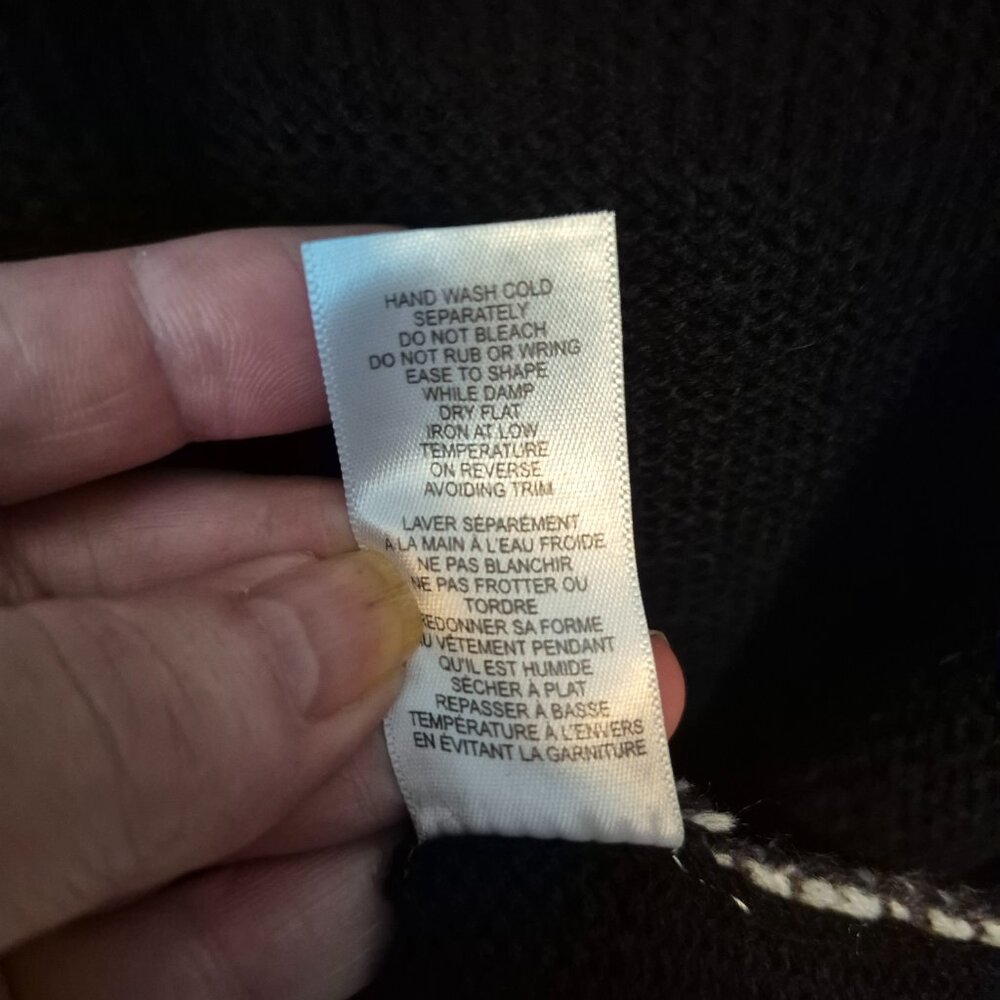 HAND WASH COLD
SEPARATELY
DO NOT BLEACH
DO NOT RUB OR WRING
EASE TO SHAPE
WHILE DAMP
DRY FLAT
IRON AT LOW
TEMPERATURE
ON REVERSE
AVOIDING TRIM
LAVER SÉPARÉMENT
À LA MAIN À L'EAU FROIDE
NE PAS BLANCHIR
NE PAS FROTTER OU
TORDRE
REDONNER SA FORME
AU VÊTEMENT PENDANT
QU'IL EST HUMIDE
SÉCHER À PLAT
REPASSER À BASSE
TEMPÉRATURE À L'ENVERS
EN ÉVITANT LA GARNITURE